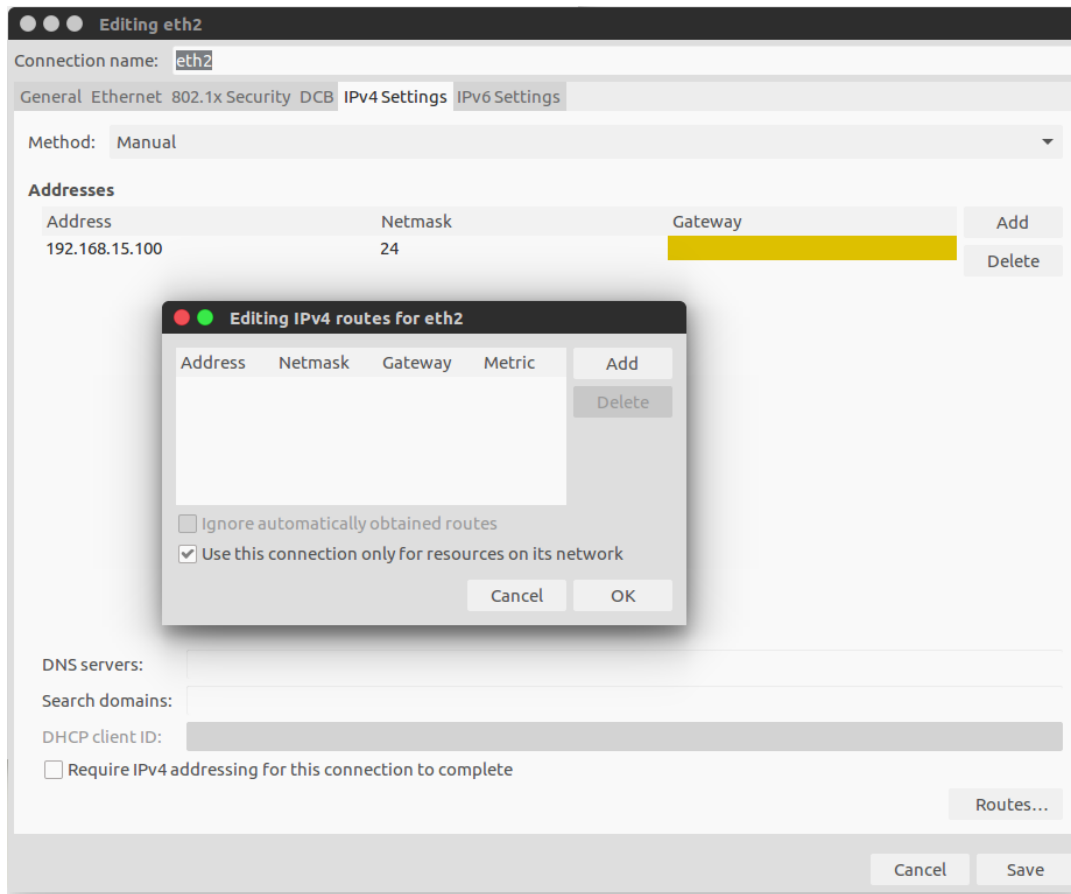 Editing eth2
Connection name: eth2
General Ethernet 802.1x Security DCB IPv4 Settings IPv6 Settings
Method: Manual
Addresses
Address Netmask Gateway Add
192.168.15.100 24
Delete
Editing IPv4 routes for eth2
Address Netmask Gateway Metric Add
Delete
Ignore automatically obtained routes
Use this connection only for resources on its network
Cancel OK
DNS servers:
Search domains:
DHCP client ID:
Require IPv4 addressing for this connection to complete
Routes...
Cancel Save